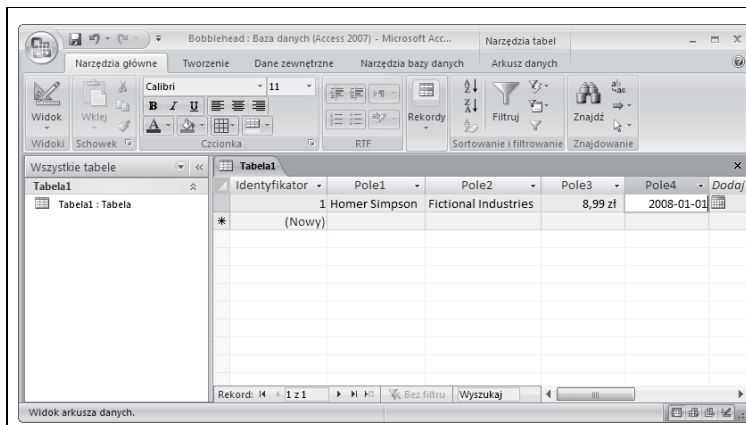 Bobblehead : Baza danych (Access 2007) - Microsoft Acc...
Narzędzia tabel
Narzędzia główne Tworzenie Dane zewnętrzne Narzędzia bazy danych Arkusz danych
Widok
Wklej
Calibri 11
B I U
Rekordy
Filtruj
Znajdź
Widoki Schowek Czcionka RTF Sortowanie i filtrowanie Znajdowanie
Wszystkie tabele
Tabela1
Tabela1
Tabela1 : Tabela
Identyfikator Pole1 Pole2 Pole3 Pole4 Dodaj
1 Homer Simpson Fictional Industries 8,99 zł 2008-01-01
(Nowy)
Rekord: 1 z 1 Bez filtru Wyszukaj
Widok arkusza danych.